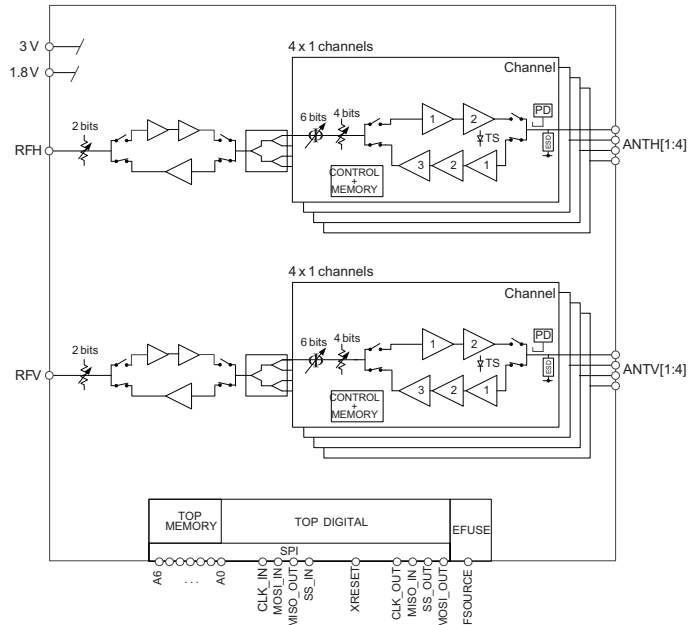 3 V
1.8 V
4 x 1 channels
Channel
2 bits
6 bits
4 bits
1
2
PD
TS
ESD
3
2
1
CONTROL
+
MEMORY
RFH
ANTH[1:4]
4 x 1 channels
Channel
2 bits
6 bits
4 bits
1
2
PD
TS
ESD
3
2
1
CONTROL
+
MEMORY
RFV
ANTV[1:4]
TOP
MEMORY
TOP DIGITAL
EFUSE
SPI
A6
...
A0
CLK_IN
MOSI_IN
MISO_OUT
SS_IN
XRESET
CLK_OUT
MISO_IN
SS_OUT
MOSI_OUT
FSOURCE